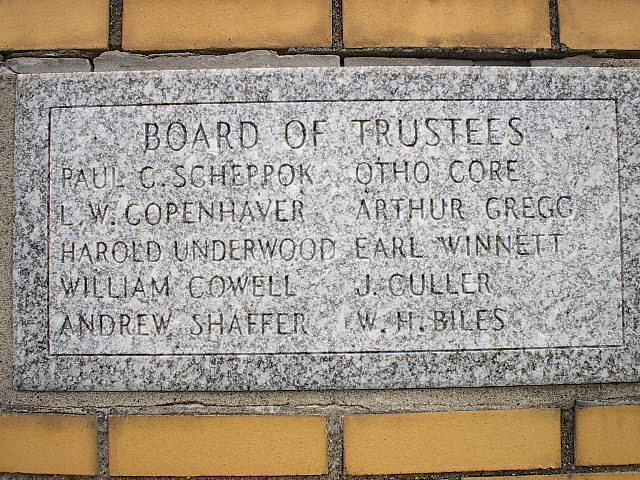 BOARD OF TRUSTEES
PAUL C. SCHEPPOK OTHO CORE
L. W. COPENHAVER ARTHUR GREGG
HAROLD UNDERWOOD EARL WINNETT
WILLIAM COWELL J. CULLER
ANDREW SHAFFER W. H. BILES